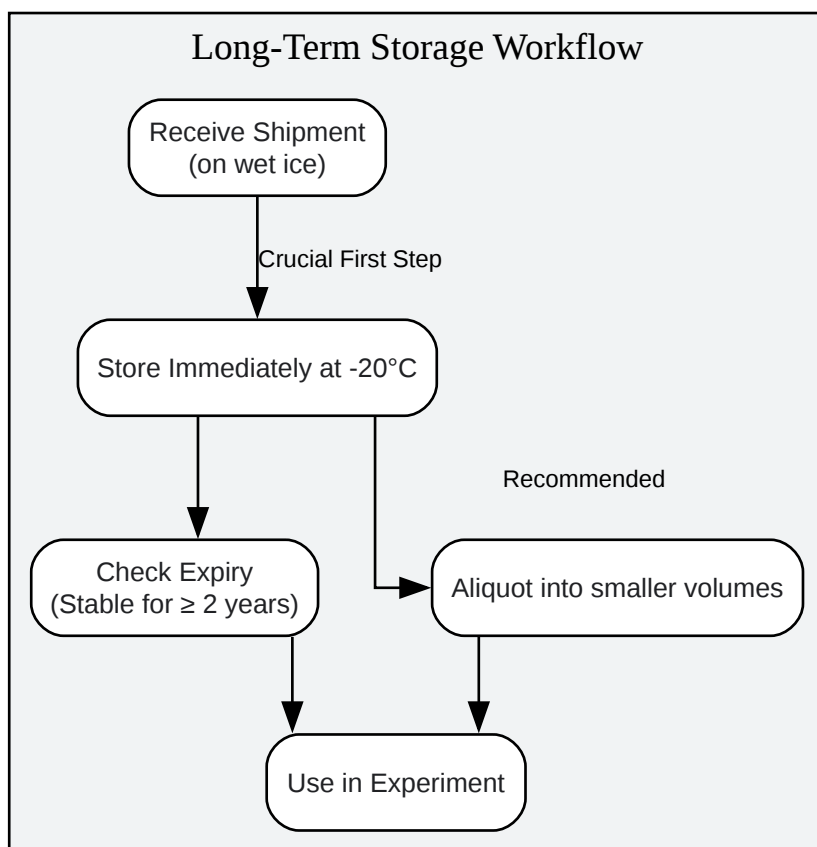 Long-Term Storage Workflow
Receive Shipment
(on wet ice)
Crucial First Step
Store Immediately at -20°C
Recommended
Check Expiry
(Stable for ≥ 2 years)
Aliquot into smaller volumes
Use in Experiment